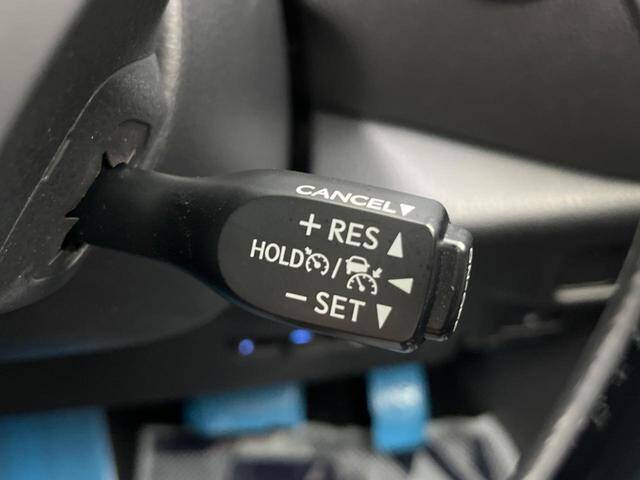 CANCEL▼
+ RES ▲
HOLD / ◀
− SET ▼